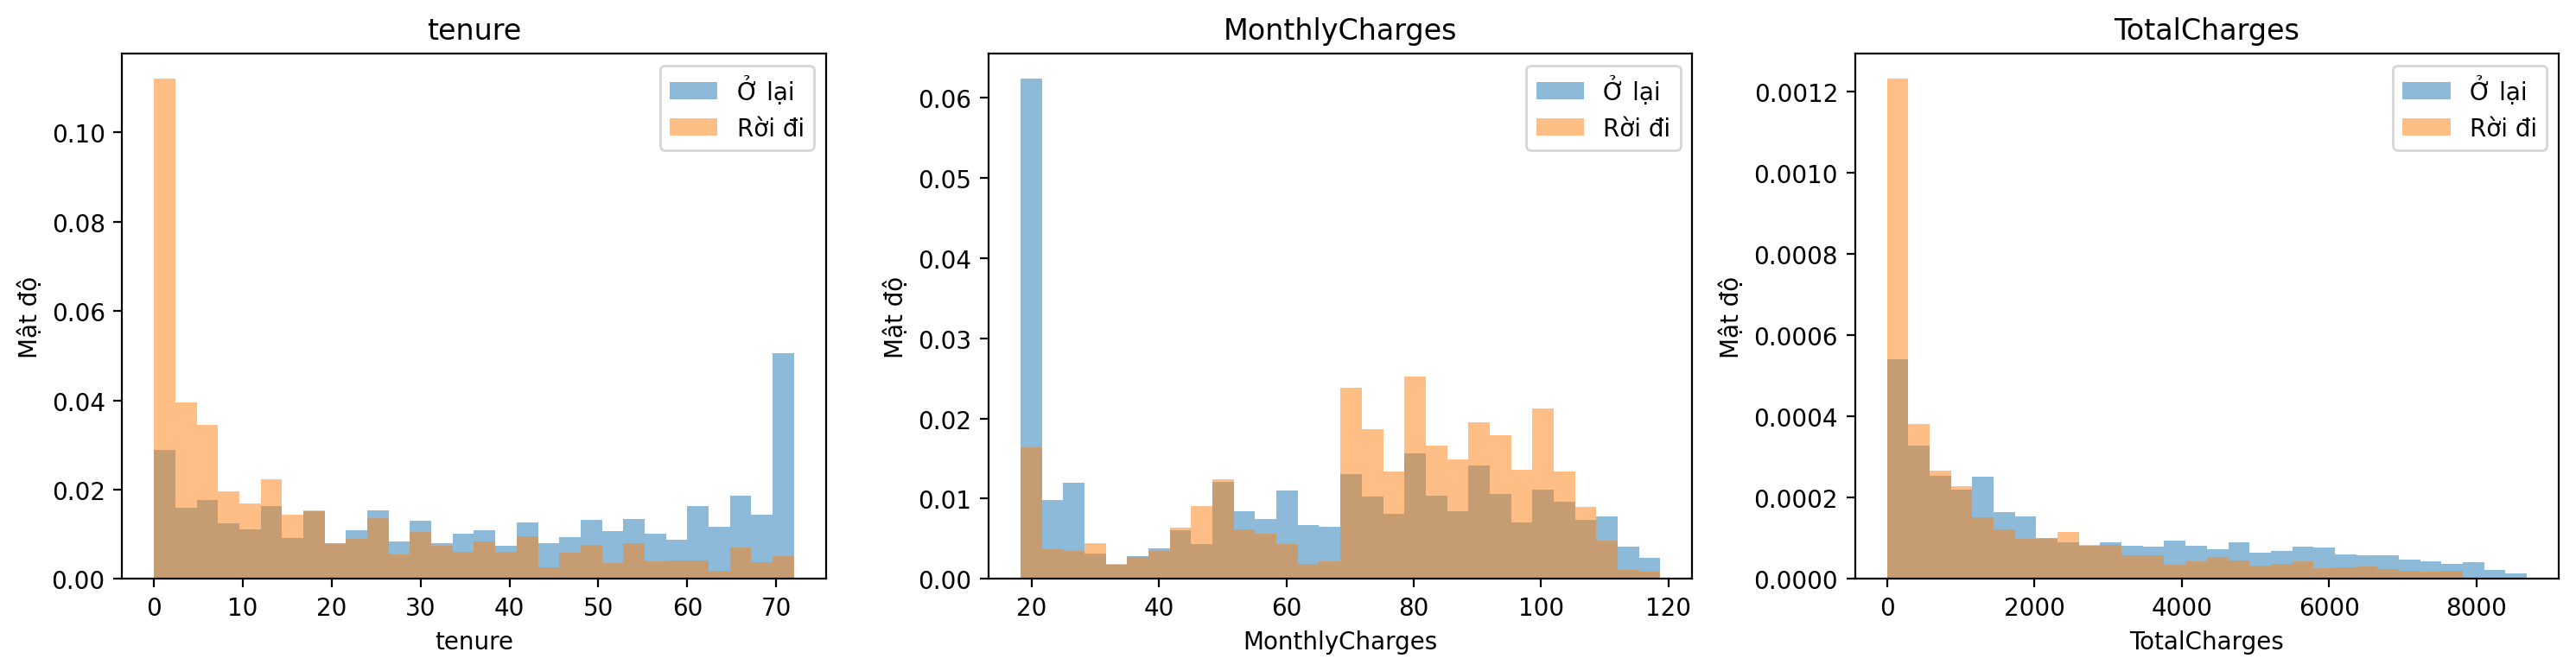 tenure
Ở lại
Rời đi
Mật độ
0.10
0.08
0.06
0.04
0.02
0.00
0 10 20 30 40 50 60 70
tenure
MonthlyCharges
Ở lại
Rời đi
Mật độ
0.06
0.05
0.04
0.03
0.02
0.01
0.00
20 40 60 80 100 120
MonthlyCharges
TotalCharges
Ở lại
Rời đi
Mật độ
0.0012
0.0010
0.0008
0.0006
0.0004
0.0002
0.0000
0 2000 4000 6000 8000
TotalCharges